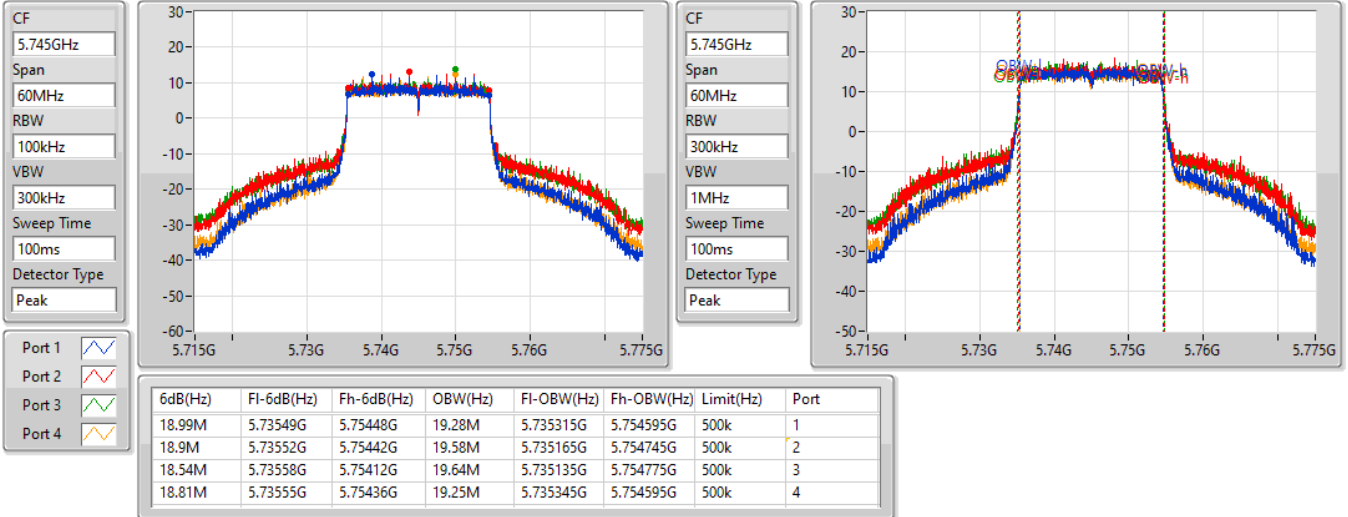 CF
5.745GHz
Span
60MHz
RBW
100kHz
VBW
300kHz
Sweep Time
100ms
Detector Type
Peak
30
20
10
0
-10
-20
-30
-40
-50
-60
5.715G 5.73G 5.74G 5.75G 5.76G 5.775G
CF
5.745GHz
Span
60MHz
RBW
300kHz
VBW
1MHz
Sweep Time
100ms
Detector Type
Peak
30
20
10
0
-10
-20
-30
-40
-50
5.715G 5.73G 5.74G 5.75G 5.76G 5.775G
Port 1
Port 2
Port 3
Port 4
6dB(Hz) Fl-6dB(Hz) Fh-6dB(Hz) OBW(Hz) Fl-OBW(Hz) Fh-OBW(Hz) Limit(Hz) Port
18.99M 5.73549G 5.75448G 19.28M 5.735315G 5.754595G 500k 1
18.9M 5.73552G 5.75442G 19.58M 5.735165G 5.754745G 500k 2
18.54M 5.73558G 5.75412G 19.64M 5.735135G 5.754775G 500k 3
18.81M 5.73555G 5.75436G 19.25M 5.735345G 5.754595G 500k 4